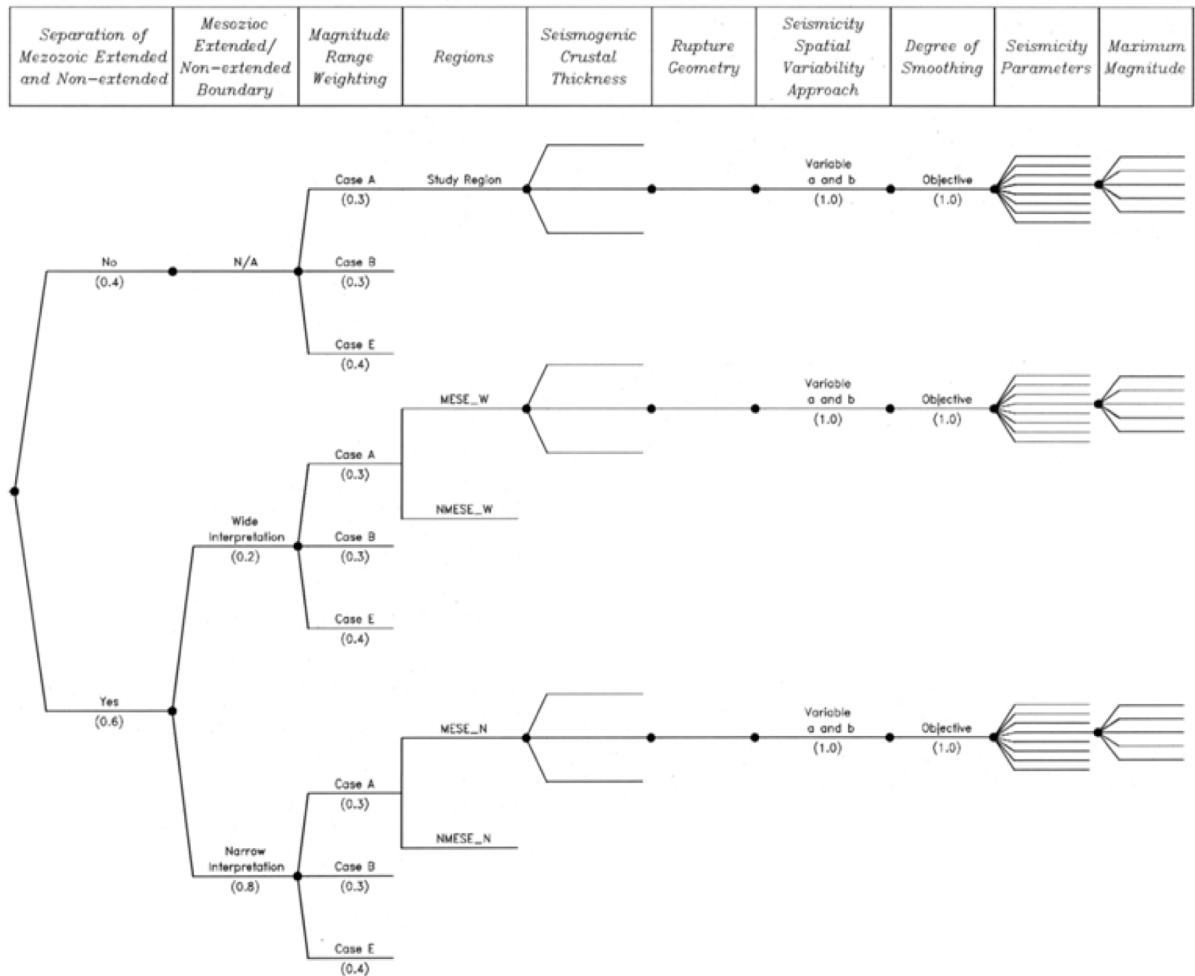 Separation of
Mezozoic Extended
and Non-extended
Mesozioc
Extended/
Non-extended
Boundary
Magnitude
Range
Weighting
Regions
Seismogenic
Crustal
Thickness
Rupture
Geometry
Seismicity
Spatial
Variability
Approach
Degree of
Smoothing
Seismicity
Parameters
Maximum
Magnitude
Case A
(0.3)
Study Region
Variable
a and b
(1.0)
Objective
(1.0)
No
(0.4)
N/A
Case B
(0.3)
Case E
(0.4)
MESE_W
Variable
a and b
(1.0)
Objective
(1.0)
Case A
(0.3)
NMESE_W
Wide
Interpretation
(0.2)
Case B
(0.3)
Case E
(0.4)
Yes
(0.6)
MESE_N
Variable
a and b
(1.0)
Objective
(1.0)
Case A
(0.3)
NMESE_N
Narrow
Interpretation
(0.8)
Case B
(0.3)
Case E
(0.4)